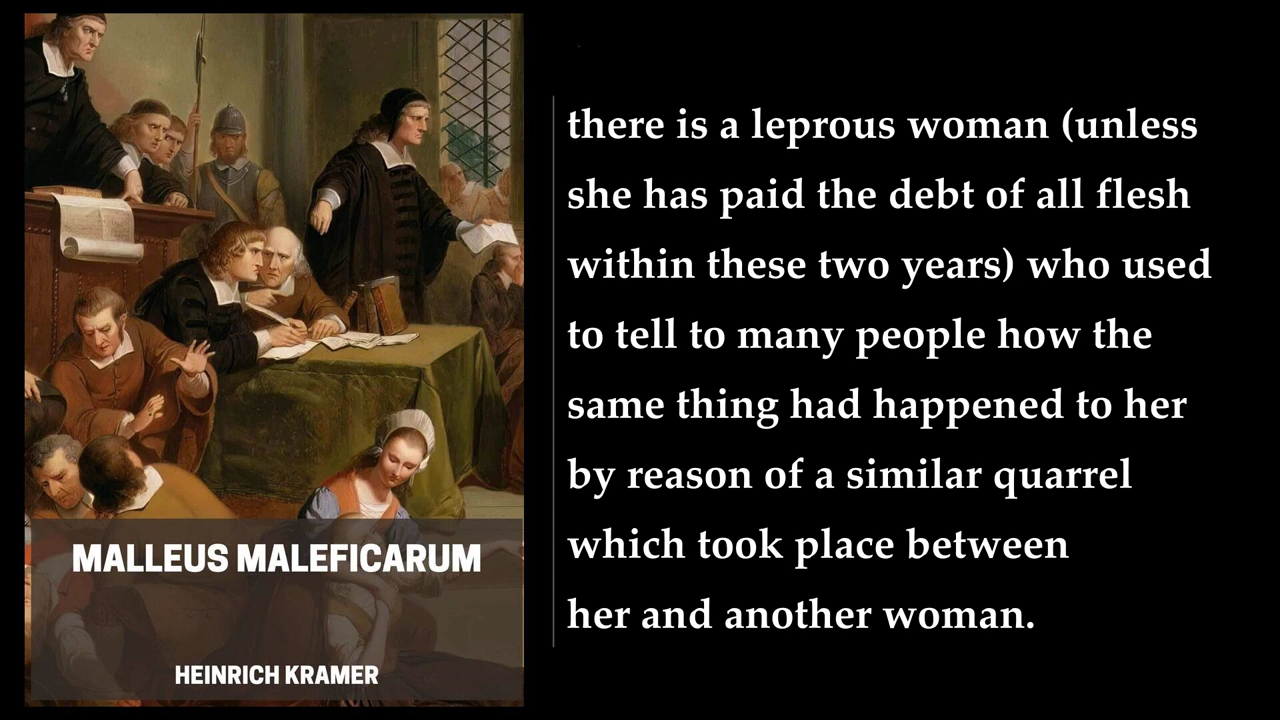 MALLEUS MALEFICARUM
HEINRICH KRAMER
there is a leprous woman (unless
she has paid the debt of all flesh
within these two years) who used
to tell to many people how the
same thing had happened to her
by reason of a similar quarrel
which took place between
her and another woman.